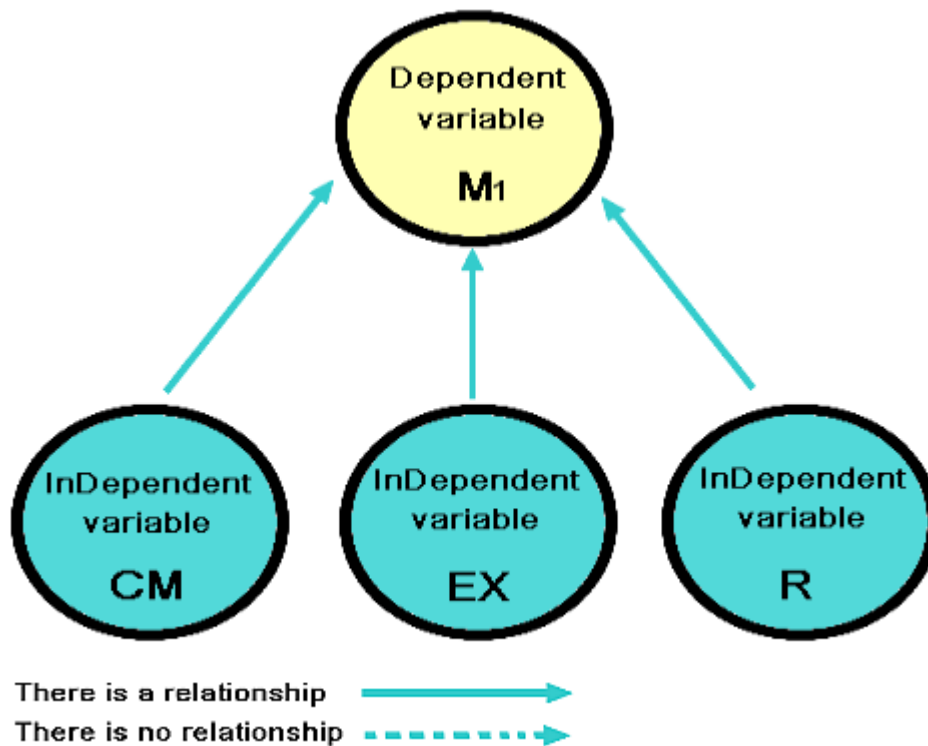 Dependent
variable
M1
InDependent
variable
CM
InDependent
variable
EX
InDependent
variable
R
There is a relationship
There is no relationship